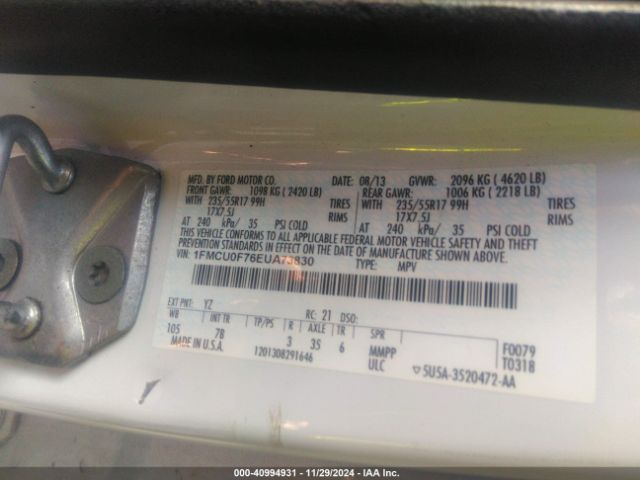 MFD. BY FORD MOTOR CO. DATE: 08/13 GVWR: 2096 KG ( 4620 LB)
FRONT GAWR: 1098 KG ( 2420 LB) REAR GAWR: 1006 KG ( 2218 LB)
WITH 235/55R17 99H TIRES WITH 235/55R17 99H TIRES
17X7.5J RIMS 17X7.5J RIMS
AT 240 kPa/ 35 PSI COLD AT 240 kPa/ 35 PSI COLD
THIS VEHICLE CONFORMS TO ALL APPLICABLE FEDERAL MOTOR VEHICLE SAFETY AND THEFT
PREVENTION STANDARDS IN EFFECT ON THE DATE OF MANUFACTURE SHOWN ABOVE.
VIN: 1FMCU0F76EUA73830 TYPE: MPV
EXT PNT: YZ RC: 21 DSO:
WB INT TR TP/PS R AXLE TR SPR
105 7B 3 35 6 MMPP F0079
MADE IN U.S.A. 1201308291646 ULC T0318
▽5U5A-3520472-AA
000-40994931 - 11/29/2024 - IAA Inc.